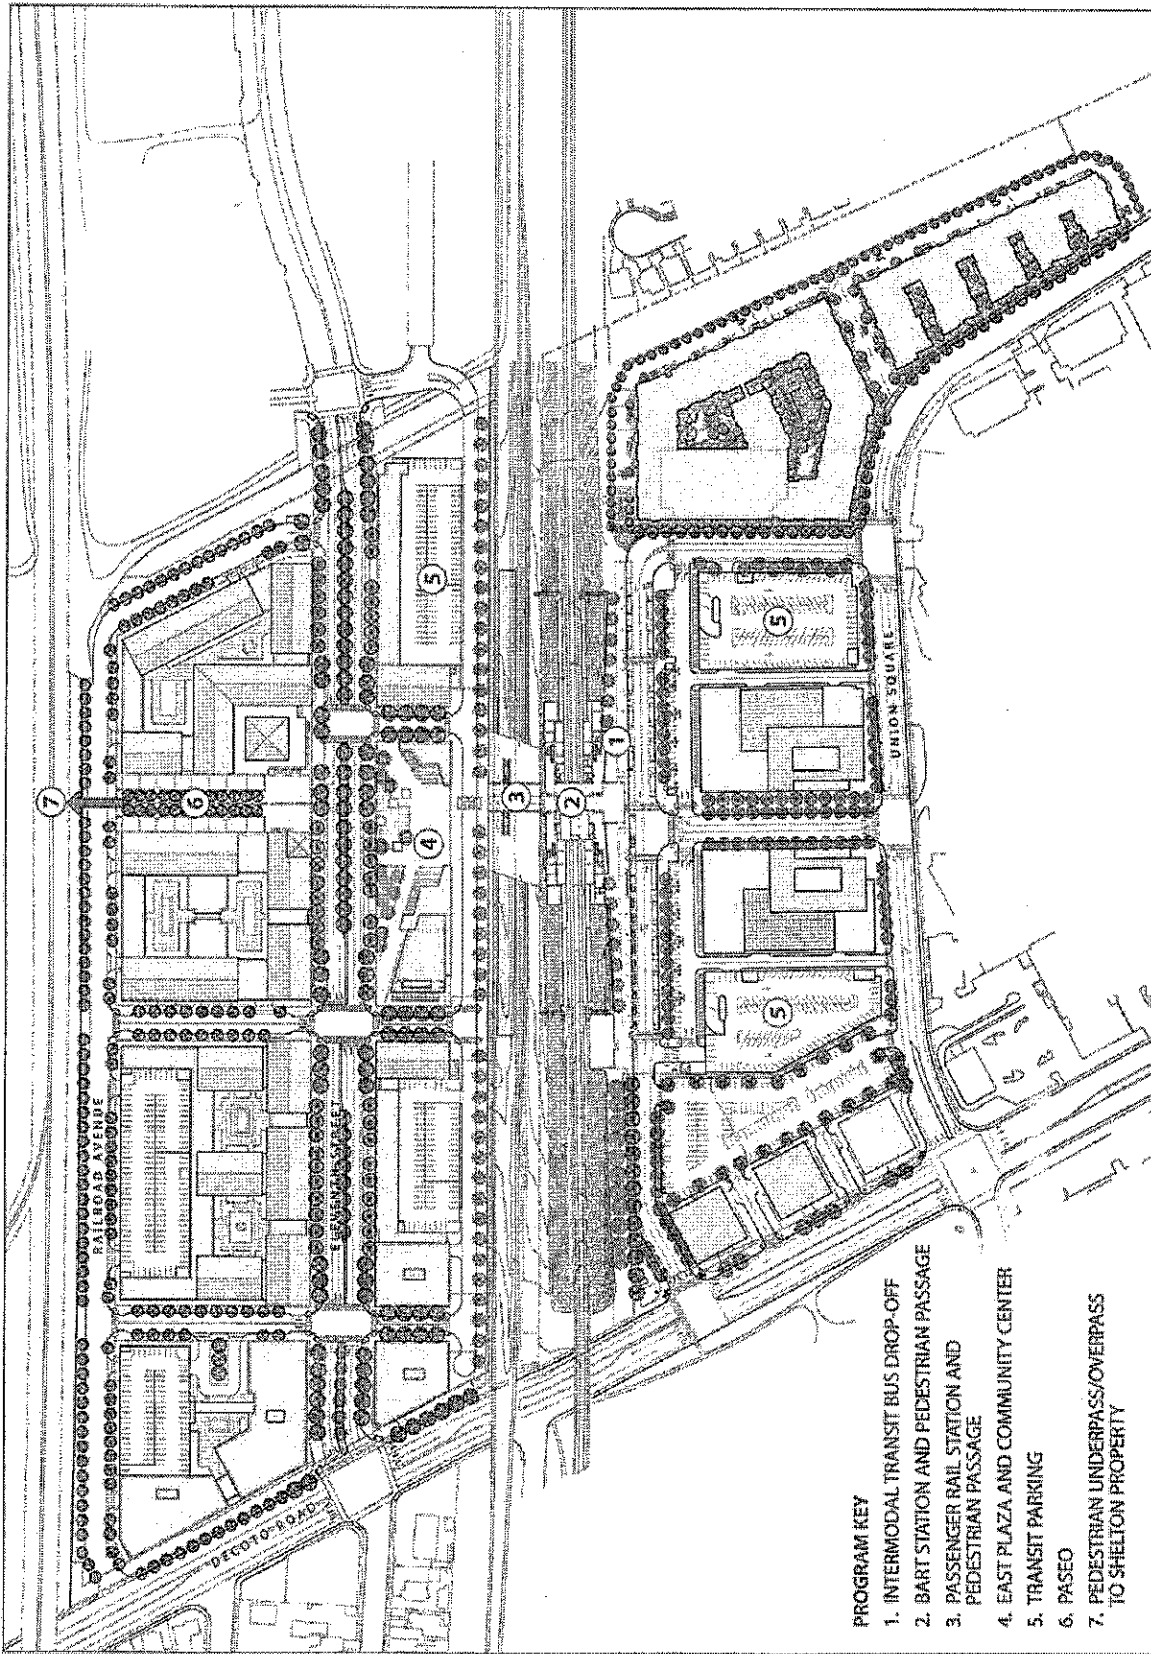 PROGRAM KEY
1. INTERMODAL TRANSIT BUS DROP-OFF
2. BART STATION AND PEDESTRIAN PASSAGE
3. PASSENGER RAIL STATION AND
PEDESTRIAN PASSAGE
4. EAST PLAZA AND COMMUNITY CENTER
5. TRANSIT PARKING
6. PASEO
7. PEDESTRIAN UNDERPASS/OVERPASS
TO SHELTON PROPERTY
DECOTO ROAD
RAILROAD AVENUE
ELEVENTH STREET
UNION SQUARE
7
6
5
4
3
2
1
5
5